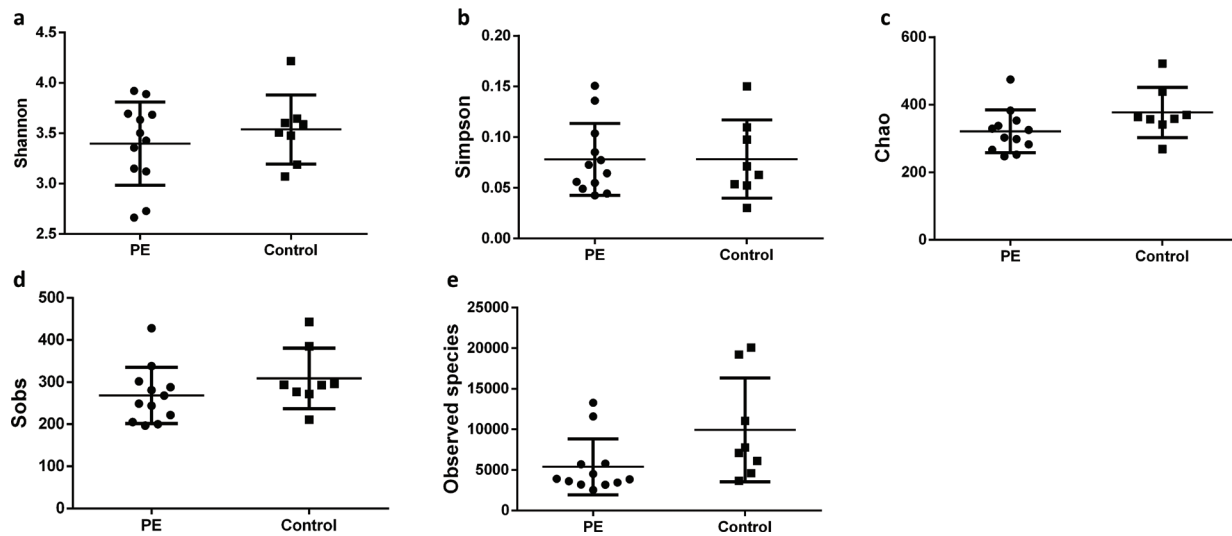 a
Shannon
4.5
4.0
3.5
3.0
2.5
PE
Control
b
Simpson
0.20
0.15
0.10
0.05
0.00
PE
Control
c
Chao
600
400
200
0
PE
Control
d
Sobs
500
400
300
200
100
0
PE
Control
e
Observed species
25000
20000
15000
10000
5000
0
PE
Control